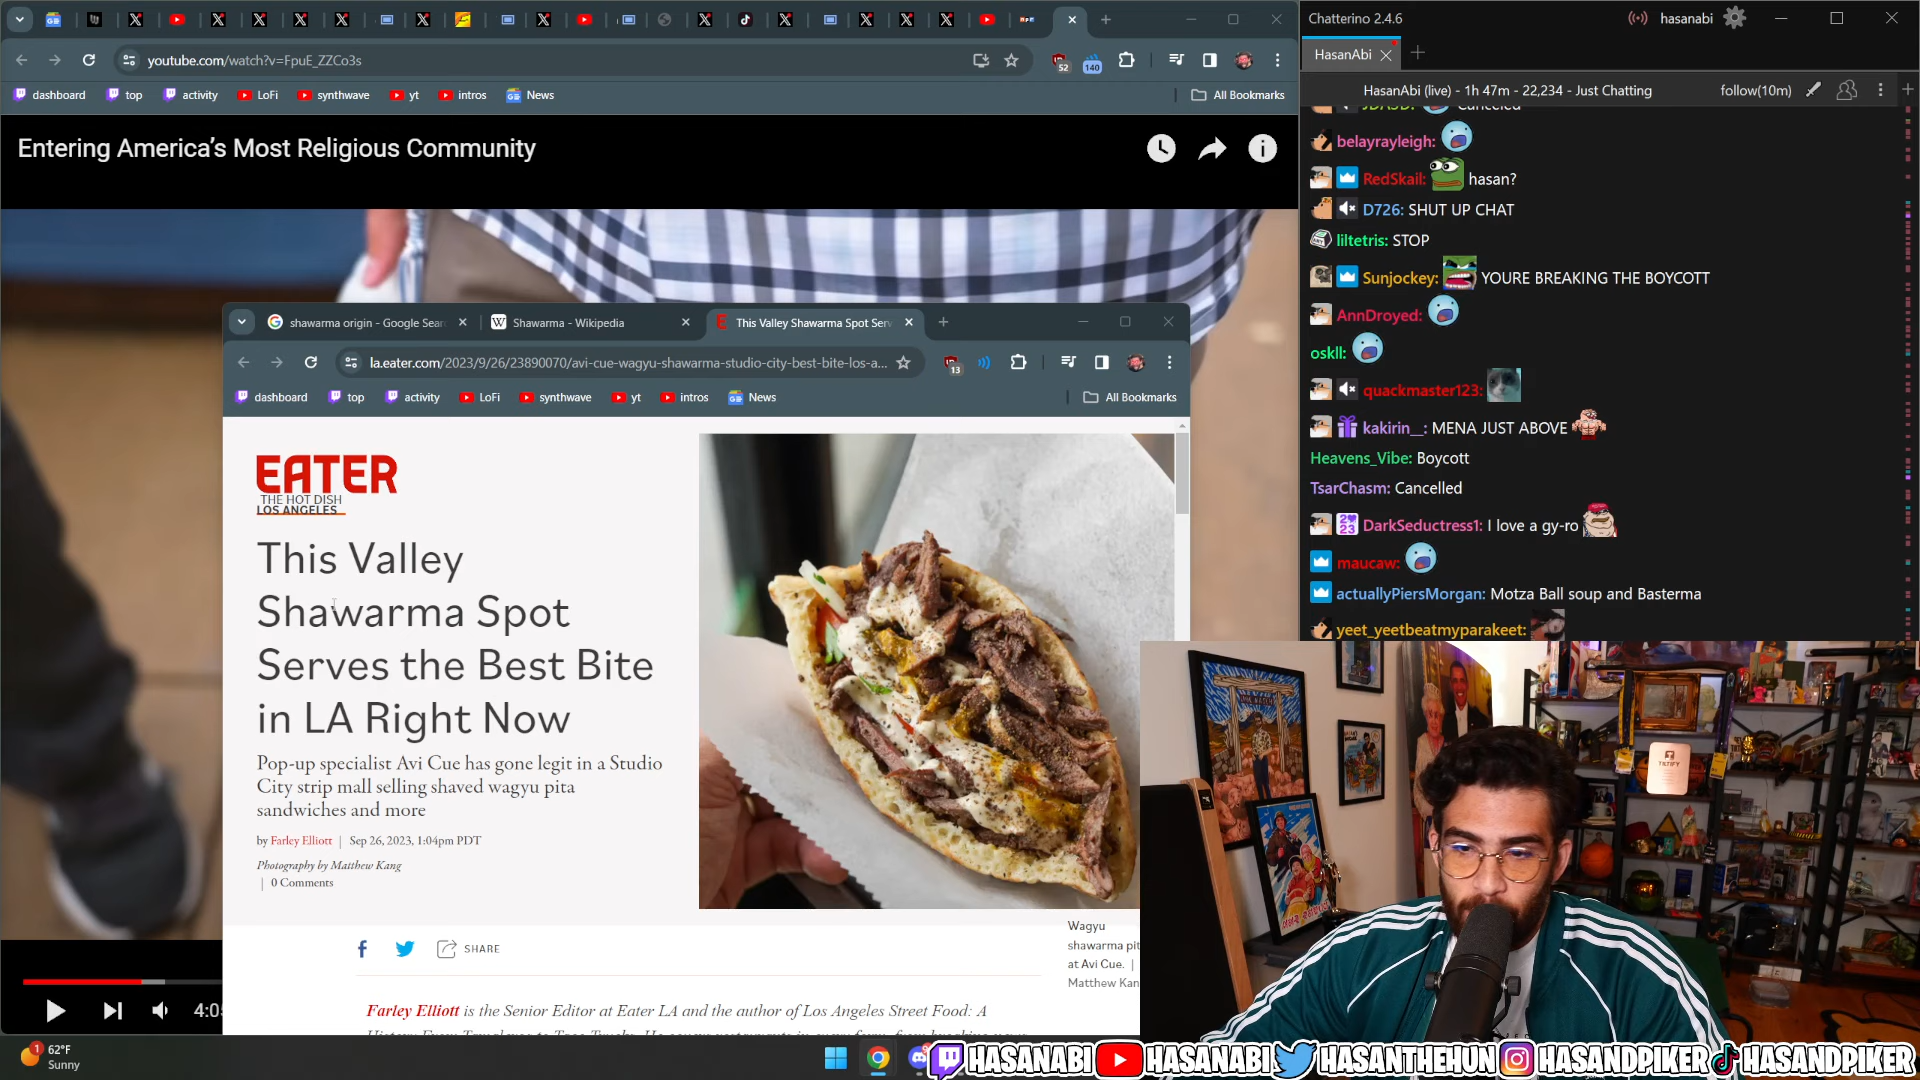 youtube.com/watch?v=FpuE_ZZCo3s
52
140
dashboard
top
activity
LoFi
synthwave
yt
intros
News
All Bookmarks
Entering America's Most Religious Community
shawarma origin - Google Sear
Shawarma - Wikipedia
This Valley Shawarma Spot Serv
la.eater.com/2023/9/26/23890070/avi-cue-wagyu-shawarma-studio-city-best-bite-los-a...
13
dashboard
top
activity
LoFi
synthwave
yt
intros
News
All Bookmarks
EATER
THE HOT DISH
LOS ANGELES
This Valley
Shawarma Spot
Serves the Best Bite
in LA Right Now
Pop-up specialist Avi Cue has gone legit in a Studio
City strip mall selling shaved wagyu pita
sandwiches and more
by Farley Elliott | Sep 26, 2023, 1:04pm PDT
Photography by Matthew Kang
| 0 Comments
Wagyu
shawarma pit
at Avi Cue. |
Matthew Kan
SHARE
Farley Elliott is the Senior Editor at Eater LA and the author of Los Angeles Street Food: A
4:05
1
62°F
Sunny
Chatterino 2.4.6
hasanabi
HasanAbi
HasanAbi (live) - 1h 47m - 22,234 - Just Chatting
follow(10m)
Canceled
belayrayleigh:
RedSkail: hasan?
D726: SHUT UP CHAT
liltetris: STOP
Sunjockey: YOURE BREAKING THE BOYCOTT
AnnDroyed:
oskll:
quackmaster123:
kakirin__: MENA JUST ABOVE
Heavens_Vibe: Boycott
TsarChasm: Cancelled
DarkSeductress1: I love a gy-ro
maucaw:
actuallyPiersMorgan: Motza Ball soup and Basterma
yeet_yeetbeatmyparakeet:
TILTIFY
HASANABI HASANABI HASANTHEHUN HASANDPIKER HASANDPIKER